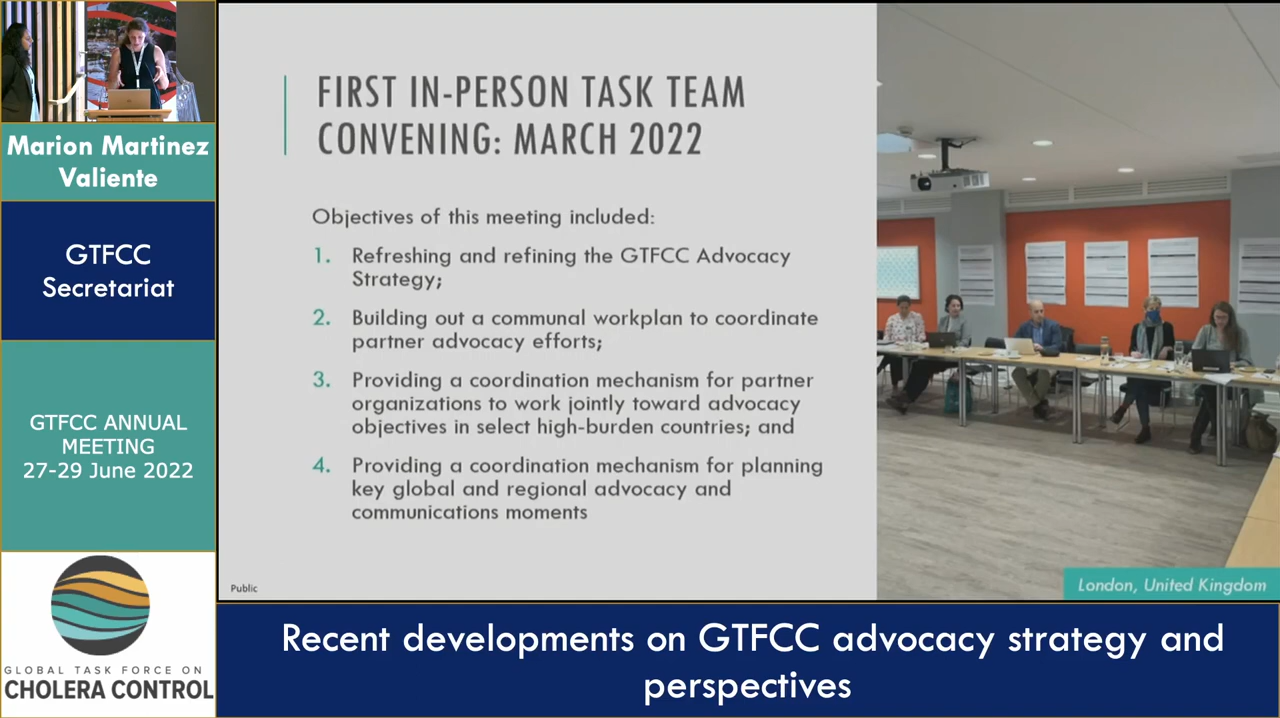 Marion Martinez
Valiente
GTFCC
Secretariat
GTFCC ANNUAL
MEETING
27-29 June 2022
GLOBAL TASK FORCE ON
CHOLERA CONTROL
FIRST IN-PERSON TASK TEAM
CONVENING: MARCH 2022
Objectives of this meeting included:
1. Refreshing and refining the GTFCC Advocacy
Strategy;
2. Building out a communal workplan to coordinate
partner advocacy efforts;
3. Providing a coordination mechanism for partner
organizations to work jointly toward advocacy
objectives in select high-burden countries; and
4. Providing a coordination mechanism for planning
key global and regional advocacy and
communications moments
Public
London, United Kingdom
Recent developments on GTFCC advocacy strategy and
perspectives